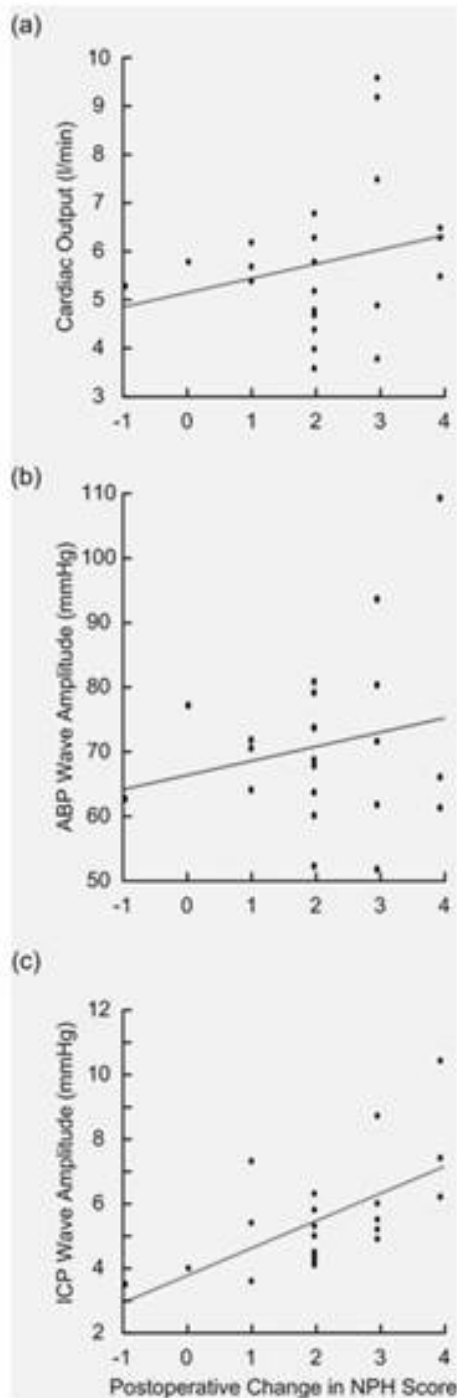 (a)
Cardiac Output (l/min)
10
9
8
7
6
5
4
3
-1 0 1 2 3 4
(b)
ABP Wave Amplitude (mmHg)
110
100
90
80
70
60
50
-1 0 1 2 3 4
(c)
ICP Wave Amplitude (mmHg)
12
10
8
6
4
2
-1 0 1 2 3 4
Postoperative Change in NPH Score